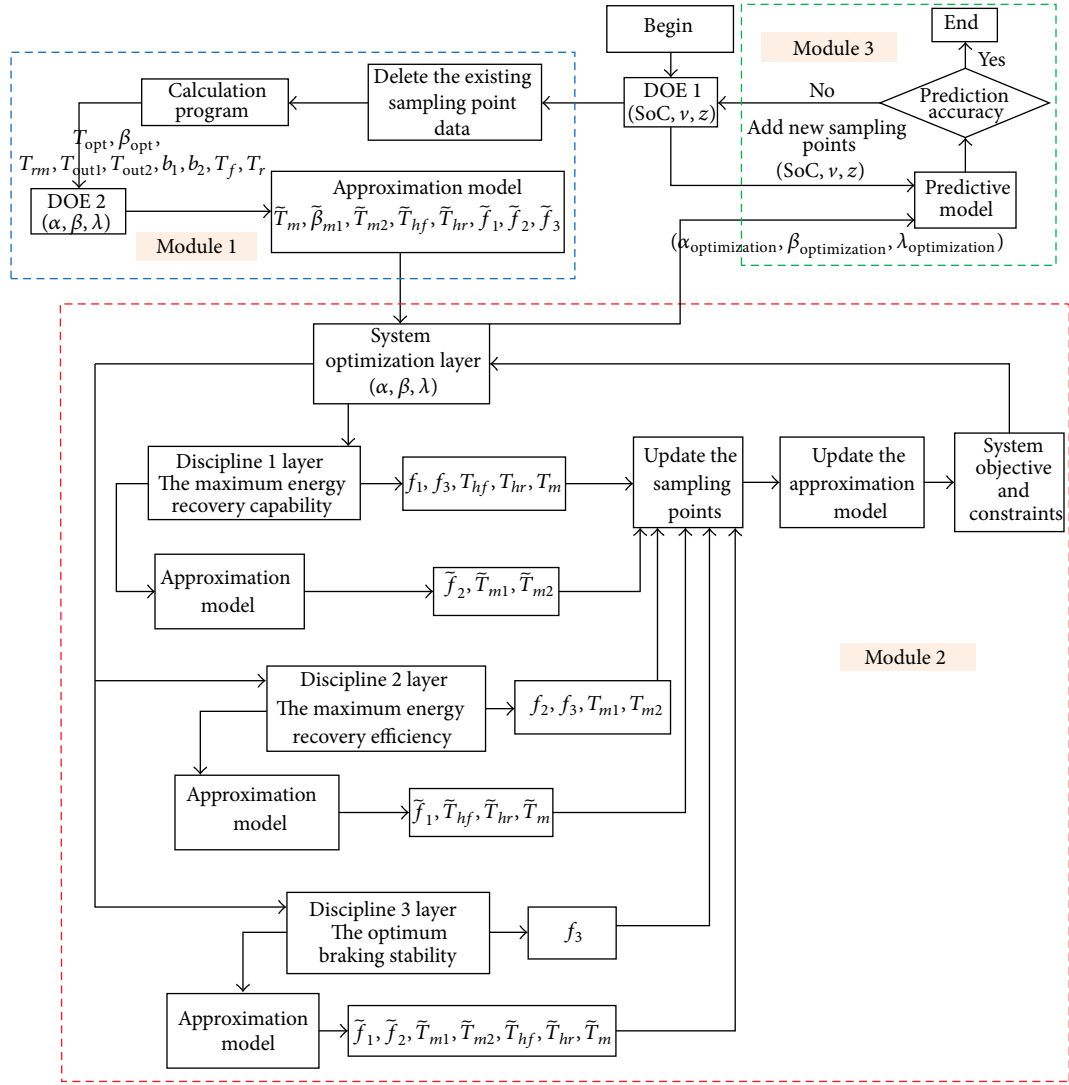 Begin
Module 3
End
Yes
No
Prediction
accuracy
Delete the existing
sampling point
data
Calculation
program
DOE 1
(SoC, v, z)
Add new sampling
points
(SoC, v, z)
Predictive
model
T_opt, β_opt,
T_rm, T_out1, T_out2, b_1, b_2, T_f, T_r
DOE 2
(α, β, λ)
Module 1
Approximation model
T̃_m, β̃_m1, T̃_m2, T̃_hf, T̃_hr, f̃_1, f̃_2, f̃_3
(α_optimization, β_optimization, λ_optimization)
System
optimization layer
(α, β, λ)
Discipline 1 layer
The maximum energy
recovery capability
f_1, f_3, T_hf, T_hr, T_m
Update the
sampling
points
Update the
approximation
model
System
objective
and
constraints
Approximation
model
f̃_2, T̃_m1, T̃_m2
Module 2
Discipline 2 layer
The maximum energy
recovery efficiency
f_2, f_3, T_m1, T_m2
Approximation
model
f̃_1, T̃_hf, T̃_hr, T̃_m
Discipline 3 layer
The optimum
braking stability
f_3
Approximation
model
f̃_1, f̃_2, T̃_m1, T̃_m2, T̃_hf, T̃_hr, T̃_m